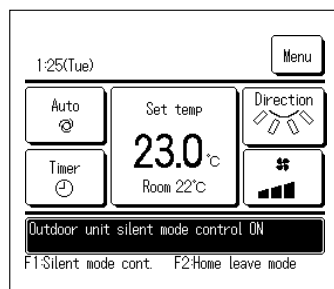 1:25(Tue)
Menu
Auto
Set temp
Direction
23.0°C
Timer
Room 22°C
Outdoor unit silent mode control ON
F1:Silent mode cont. F2:Home leave mode